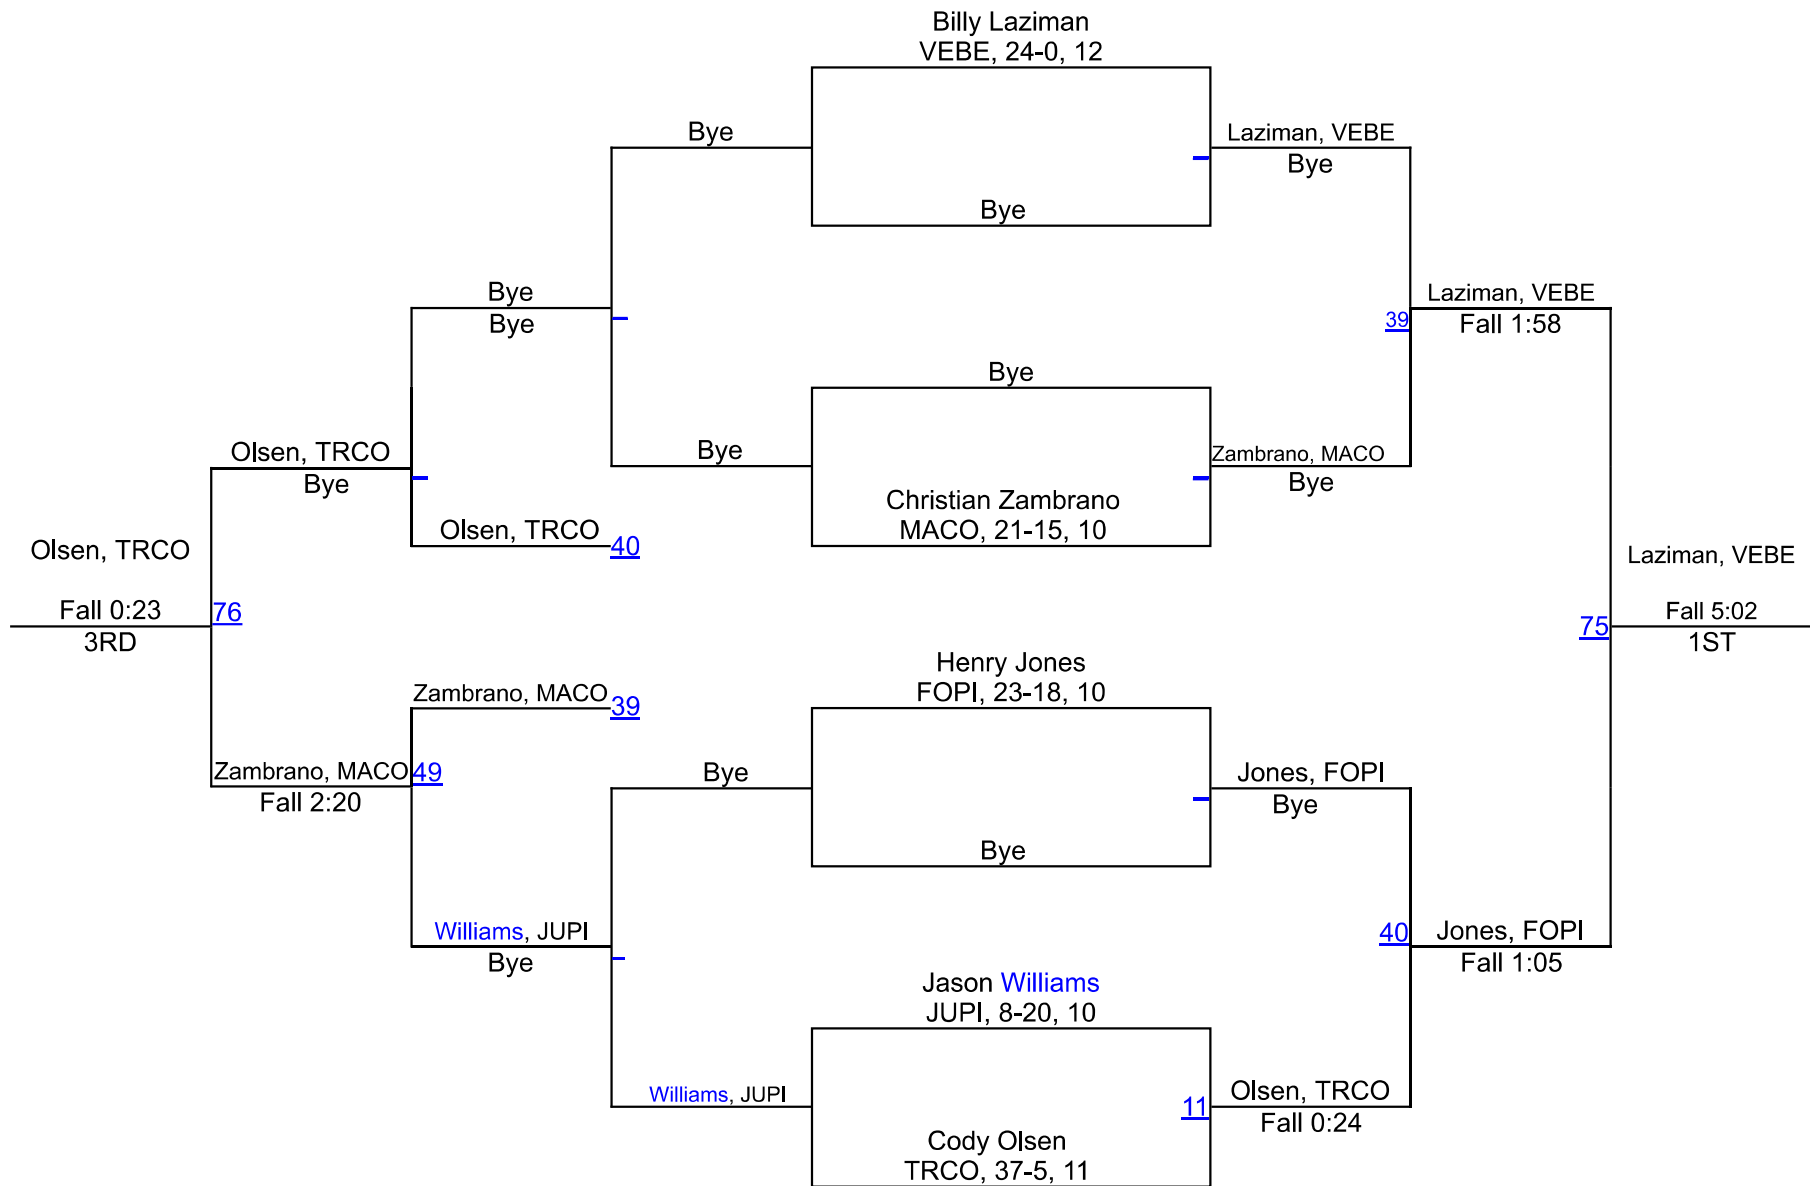 Billy Laziman
VEBE, 24-0, 12
Bye
Laziman, VEBE
Bye
Bye
Bye
Bye
Laziman, VEBE
39
Fall 1:58
Bye
Olsen, TRCO
Bye
Bye
Zambrano, MACO
Bye
Christian Zambrano
MACO, 21-15, 10
Olsen, TRCO
40
Olsen, TRCO
Laziman, VEBE
Fall 0:23
76
3RD
75
Fall 5:02
1ST
Henry Jones
FOPI, 23-18, 10
Zambrano, MACO
39
Zambrano, MACO
49
Fall 2:20
Bye
Jones, FOPI
Bye
Bye
Williams, JUPI
Bye
40
Jones, FOPI
Fall 1:05
Jason Williams
JUPI, 8-20, 10
Williams, JUPI
11
Olsen, TRCO
Fall 0:24
Cody Olsen
TRCO, 37-5, 11